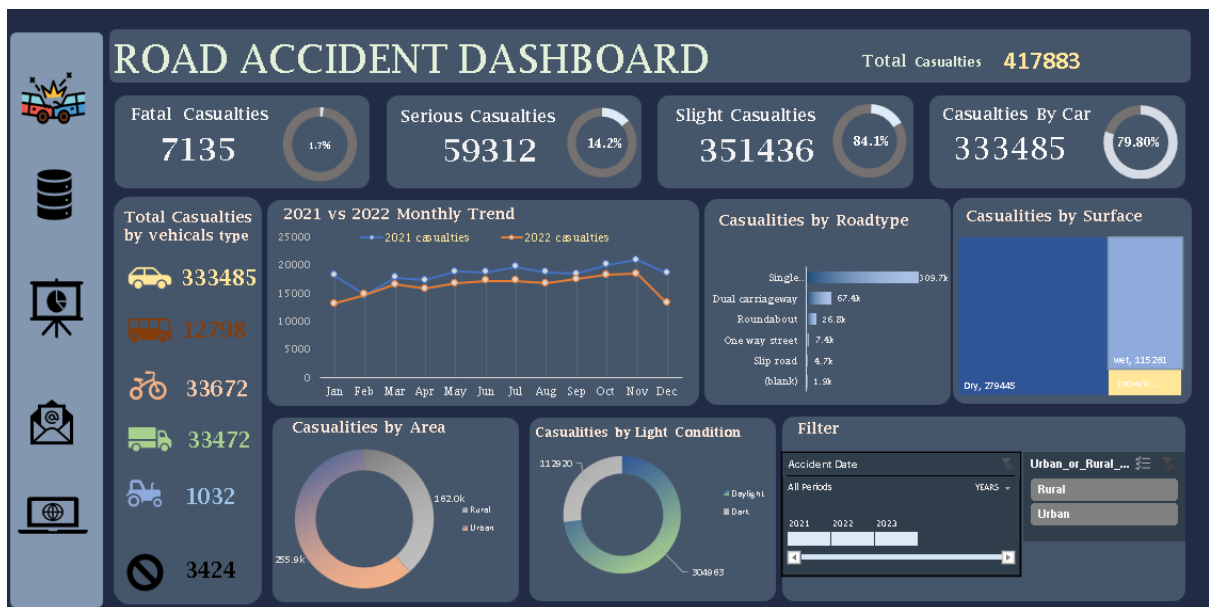 ROAD ACCIDENT DASHBOARD
Total Casualties 417883
Fatal Casualties
7135
1.7%
Serious Casualties
59312
14.2%
Slight Casualties
351436
84.1%
Casualties By Car
333485
79.80%
Total Casualties
by vehicals type
333485
12798
33672
33472
1032
3424
2021 vs 2022 Monthly Trend
2021 casualties
2022 casualties
25000
20000
15000
10000
5000
0
Jan Feb Mar Apr May Jun Jul Aug Sep Oct Nov Dec
Casualities by Roadtype
Single.. 309.7k
Dual carriageway 67.4k
Roundabout 26.8k
One way street 7.4k
Slip road 4.7k
(blank) 1.9k
Casualities by Surface
Dry, 279445
wet, 115261
Casualities by Area
162.0k
Rural
Urban
255.9k
Casualities by Light Condition
112920
Daylight
Dark
304963
Filter
Accident Date
All Periods YEARS
2021 2022 2023
Urban_or_Rural_...
Rural
Urban